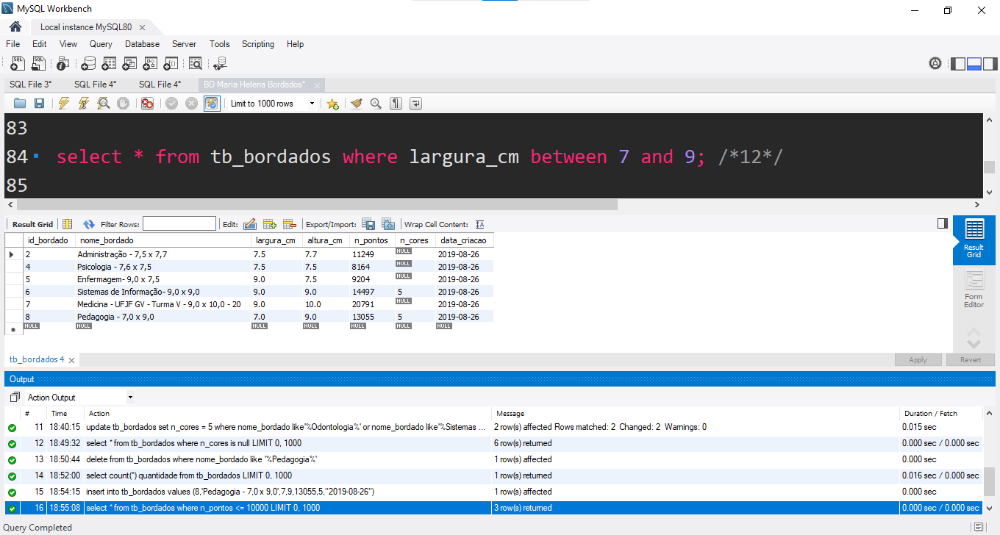 MySQL Workbench
Local instance MySQL80
File Edit View Query Database Server Tools Scripting Help
SQL File 3* SQL File 4* SQL File 4* BD Maria Helena Bordados*
Limit to 1000 rows
83
84 select * from tb_bordados where largura_cm between 7 and 9; /*12*/
85
Result Grid Filter Rows: Edit: Export/Import: Wrap Cell Content: IA
id_bordado nome_bordado largura_cm altura_cm n_pontos n_cores data_criacao
2 Administração - 7,5 x 7,7 7.5 7.7 11249 NULL 2019-08-26
4 Psicologia - 7,6 x 7,5 7.5 7.5 8164 NULL 2019-08-26
5 Enfermagem- 9,0 x 7,5 9.0 7.5 9204 NULL 2019-08-26
6 Sistemas de Informação- 9,0 x 9,0 9.0 9.0 14497 5 2019-08-26
7 Medicina - UFJF GV - Turma V - 9,0 x 10,0 - 20 9.0 10.0 20791 NULL 2019-08-26
8 Pedagogia - 7,0 x 9,0 7.0 9.0 13055 5 2019-08-26
NULL NULL NULL NULL NULL NULL NULL
Result
Grid
Form
Editor
tb_bordados 4 Apply Revert
Output
Action Output
# Time Action Message Duration / Fetch
11 18:40:15 update tb_bordados set n_cores = 5 where nome_bordado like'%Odontologia%' or nome_bordado like'%Sistemas ... 2 row(s) affected Rows matched: 2 Changed: 2 Warnings: 0 0.015 sec
12 18:49:32 select * from tb_bordados where n_cores is null LIMIT 0, 1000 6 row(s) returned 0.000 sec / 0.000 sec
13 18:50:44 delete from tb_bordados where nome_bordado like '%Pedagogia%' 1 row(s) affected 0.000 sec
14 18:52:00 select count(*) quantidade from tb_bordados LIMIT 0, 1000 1 row(s) returned 0.016 sec / 0.000 sec
15 18:54:15 insert into tb_bordados values (8,'Pedagogia - 7,0 x 9,0',7,9,13055,5,"2019-08-26") 1 row(s) affected 0.000 sec
16 18:55:08 select * from tb_bordados where n_pontos <= 10000 LIMIT 0, 1000 3 row(s) returned 0.000 sec / 0.000 sec
Query Completed